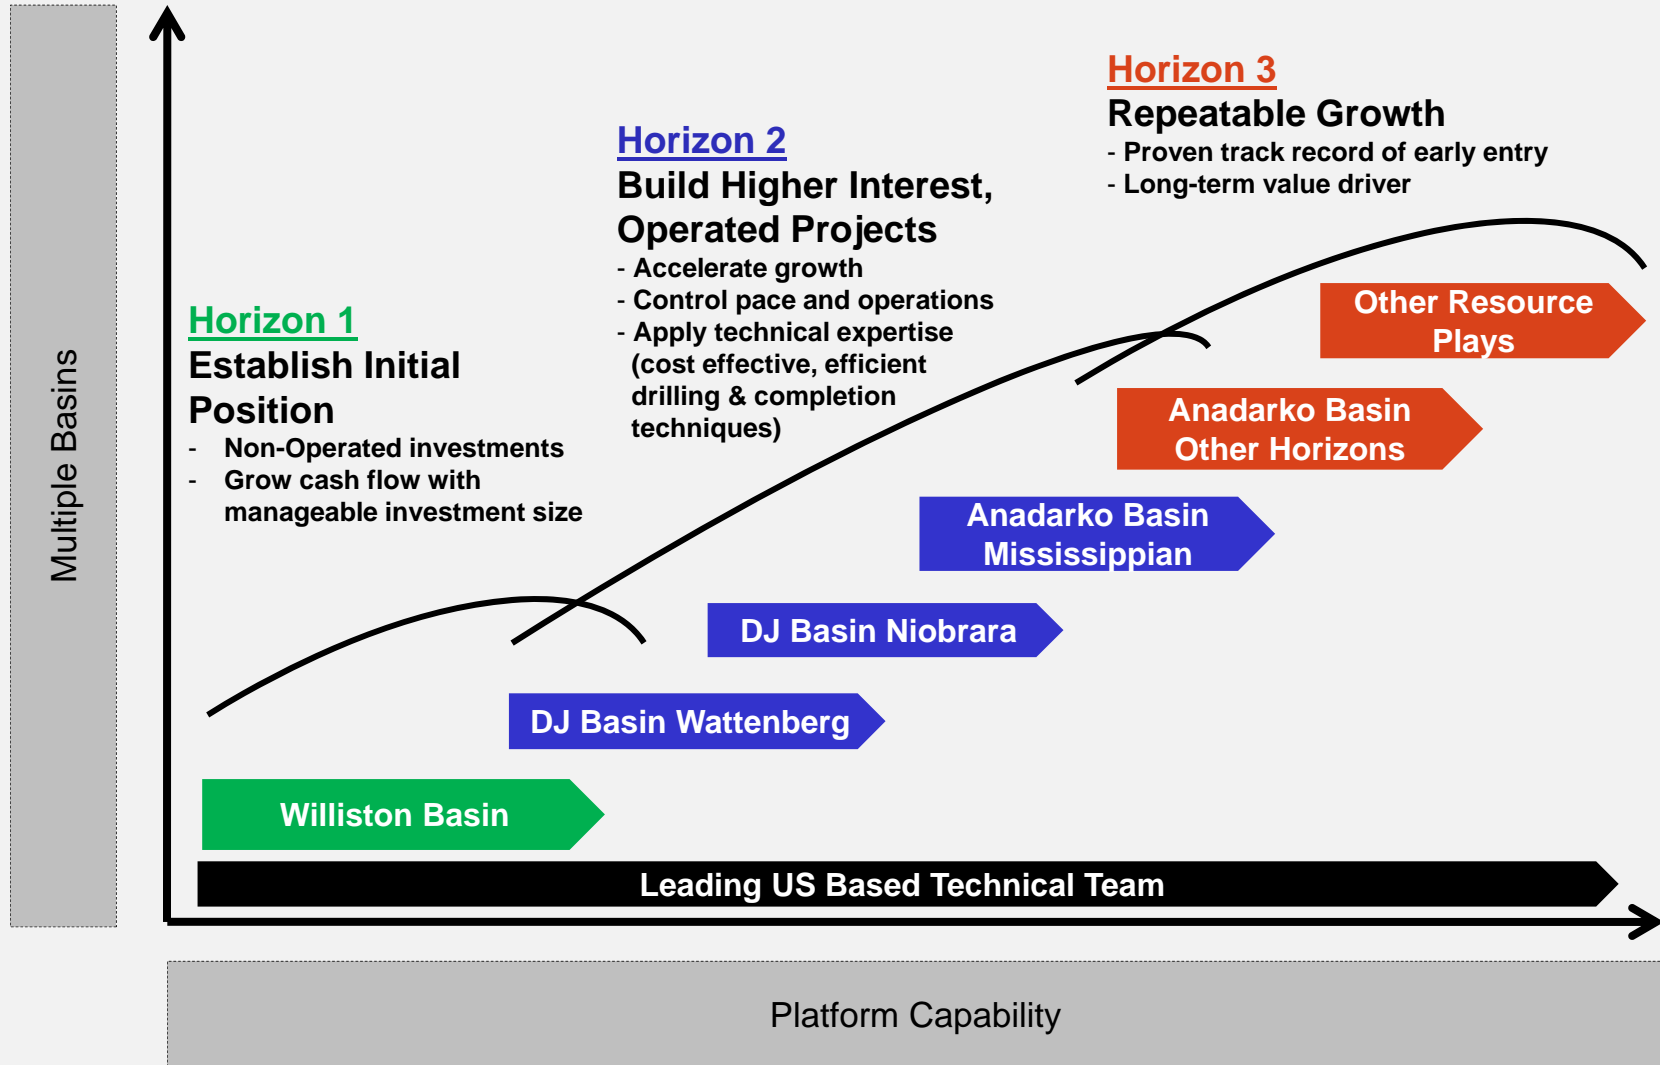 Multiple Basins
Horizon 1
Establish Initial
Position
- Non-Operated investments
- Grow cash flow with
manageable investment size
Horizon 2
Build Higher Interest,
Operated Projects
- Accelerate growth
- Control pace and operations
- Apply technical expertise
(cost effective, efficient
drilling & completion
techniques)
Horizon 3
Repeatable Growth
- Proven track record of early entry
- Long-term value driver
Other Resource
Plays
Anadarko Basin
Other Horizons
Anadarko Basin
Mississippian
DJ Basin Niobrara
DJ Basin Wattenberg
Williston Basin
Leading US Based Technical Team
Platform Capability